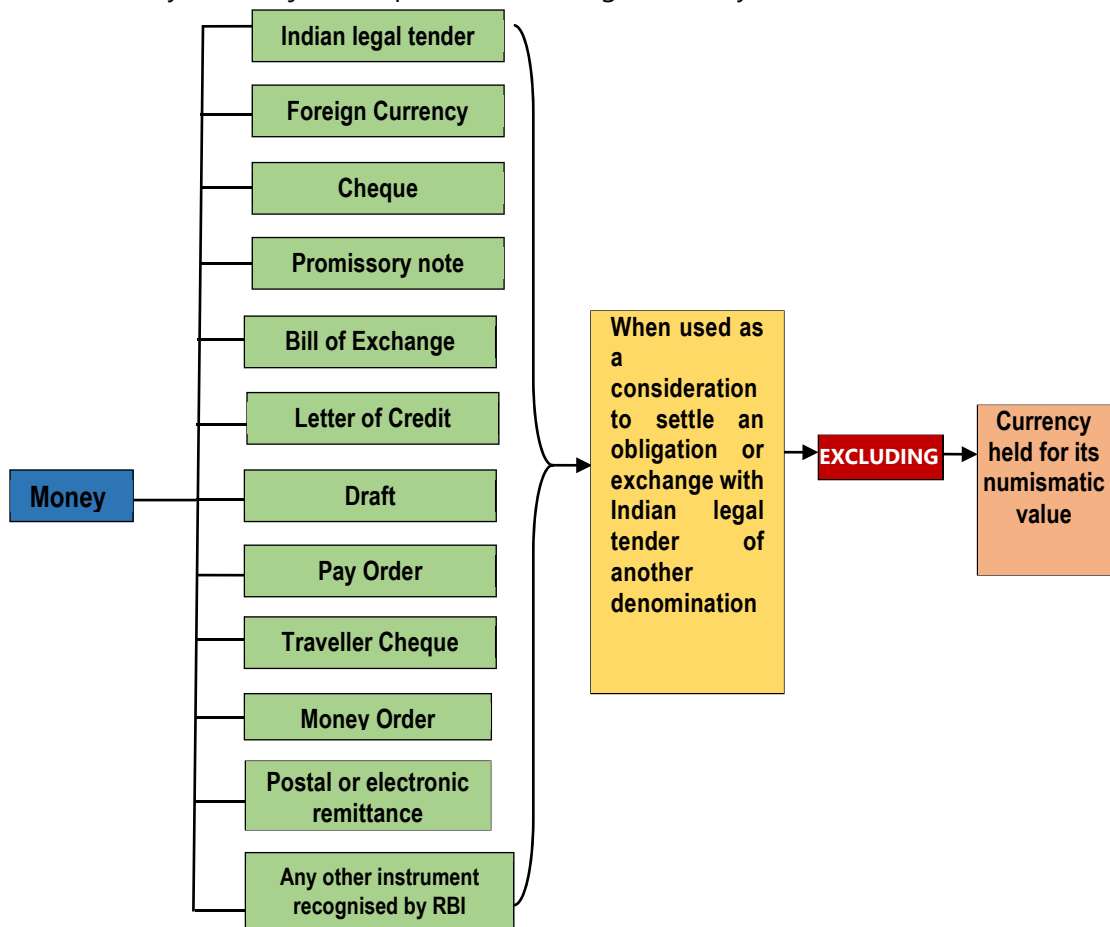 Money
Indian legal tender
Foreign Currency
Cheque
Promissory note
Bill of Exchange
Letter of Credit
Draft
Pay Order
Traveller Cheque
Money Order
Postal or electronic
remittance
Any other instrument
recognised by RBI
When used as
a
consideration
to settle an
obligation or
exchange with
Indian legal
tender of
another
denomination
EXCLUDING
Currency
held for its
numismatic
value